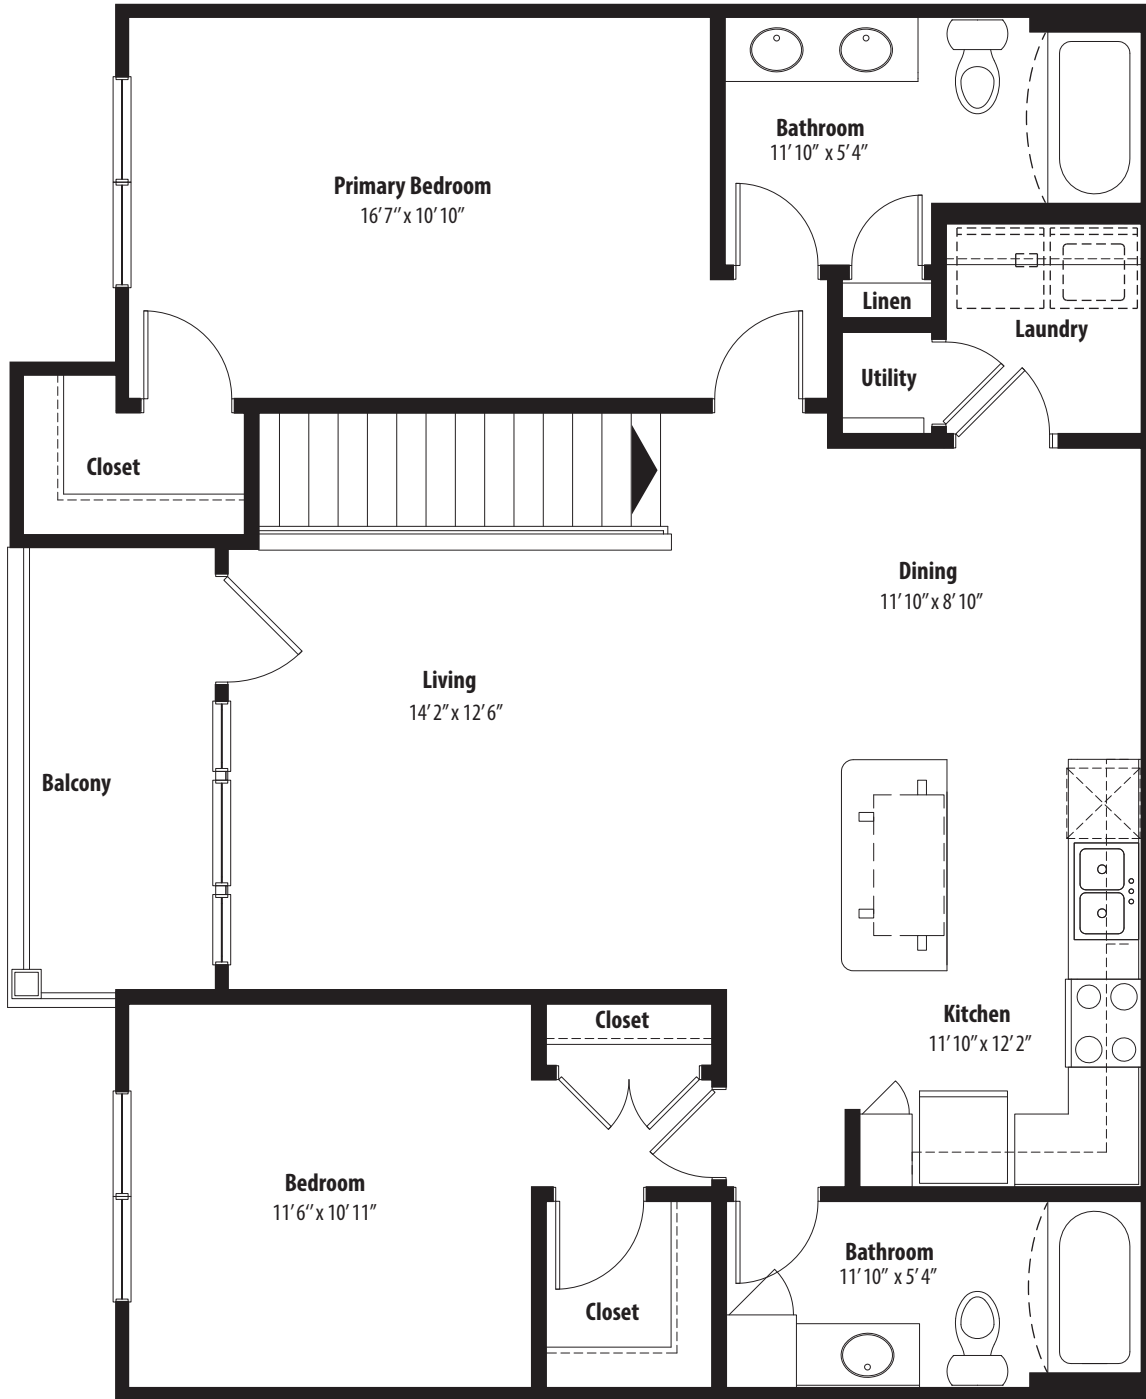 Bathroom
11’10” x 5’4”
Primary Bedroom
16’7” x 10’10”
Linen
Laundry
Utility
Closet
Dining
11’10” x 8’10”
Living
14’2” x 12’6”
Balcony
Kitchen
11’10” x 12’2”
Closet
Bedroom
11’6” x 10’11”
Bathroom
11’10” x 5’4”
Closet